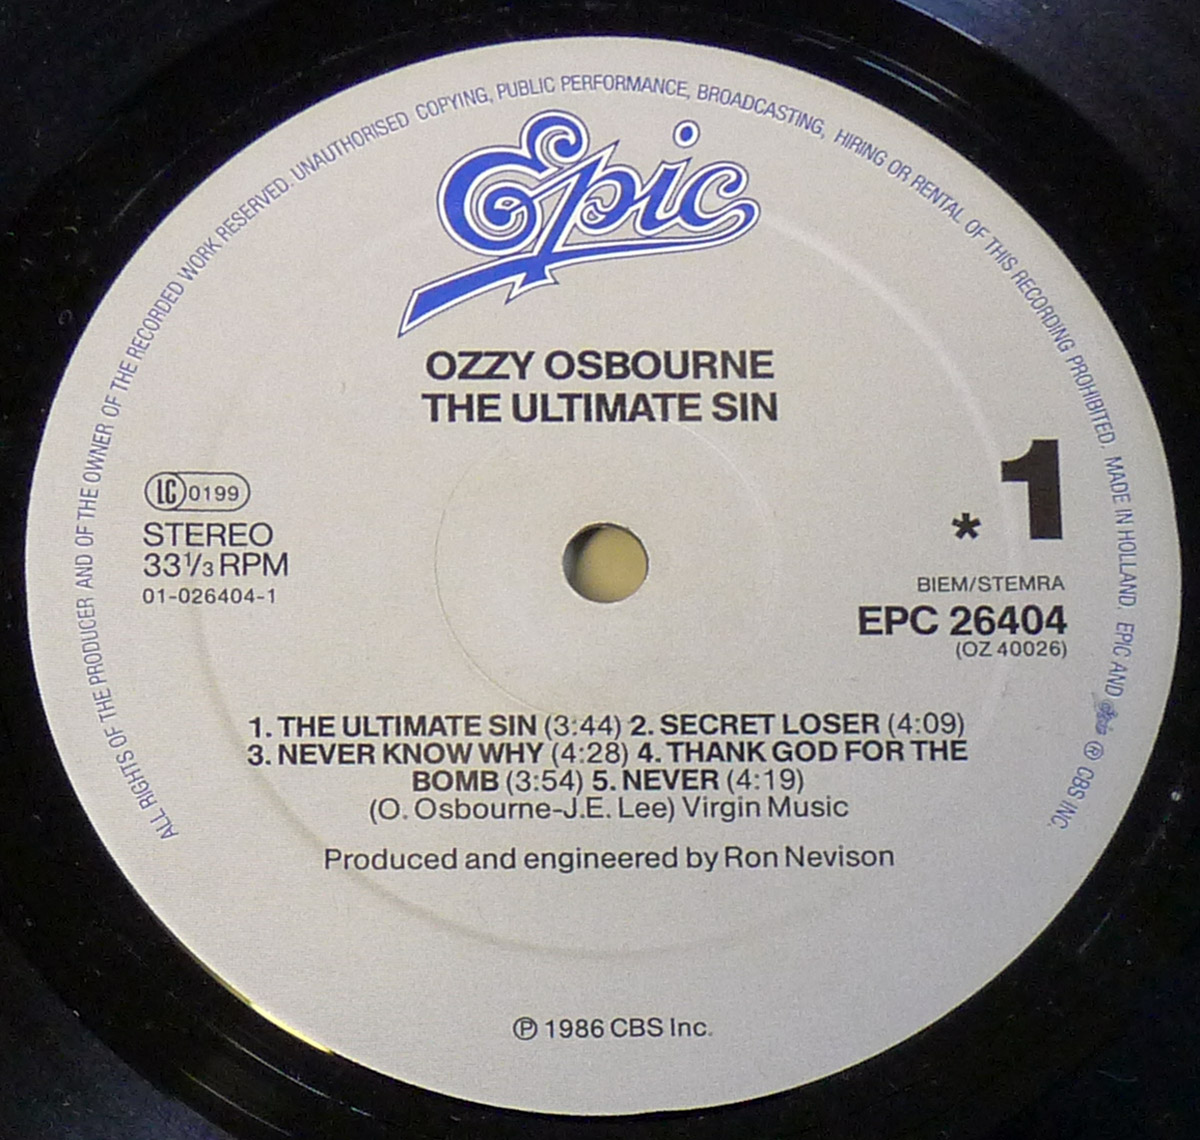 ALL RIGHTS OF THE PRODUCER AND OF THE OWNER OF THE RECORDED WORK RESERVED. UNAUTHORISED COPYING, PUBLIC PERFORMANCE, BROADCASTING, HIRING OR RENTAL OF THIS RECORDING PROHIBITED. MADE IN HOLLAND. EPIC AND Epic ® CBS INC.
Epic
OZZY OSBOURNE
THE ULTIMATE SIN
LC 0199
STEREO
33⅓ RPM
01-026404-1
* 1
BIEM/STEMRA
EPC 26404
(OZ 40026)
1. THE ULTIMATE SIN (3:44) 2. SECRET LOSER (4:09)
3. NEVER KNOW WHY (4:28) 4. THANK GOD FOR THE
BOMB (3:54) 5. NEVER (4:19)
(O. Osbourne-J.E. Lee) Virgin Music
Produced and engineered by Ron Nevison
℗ 1986 CBS Inc.